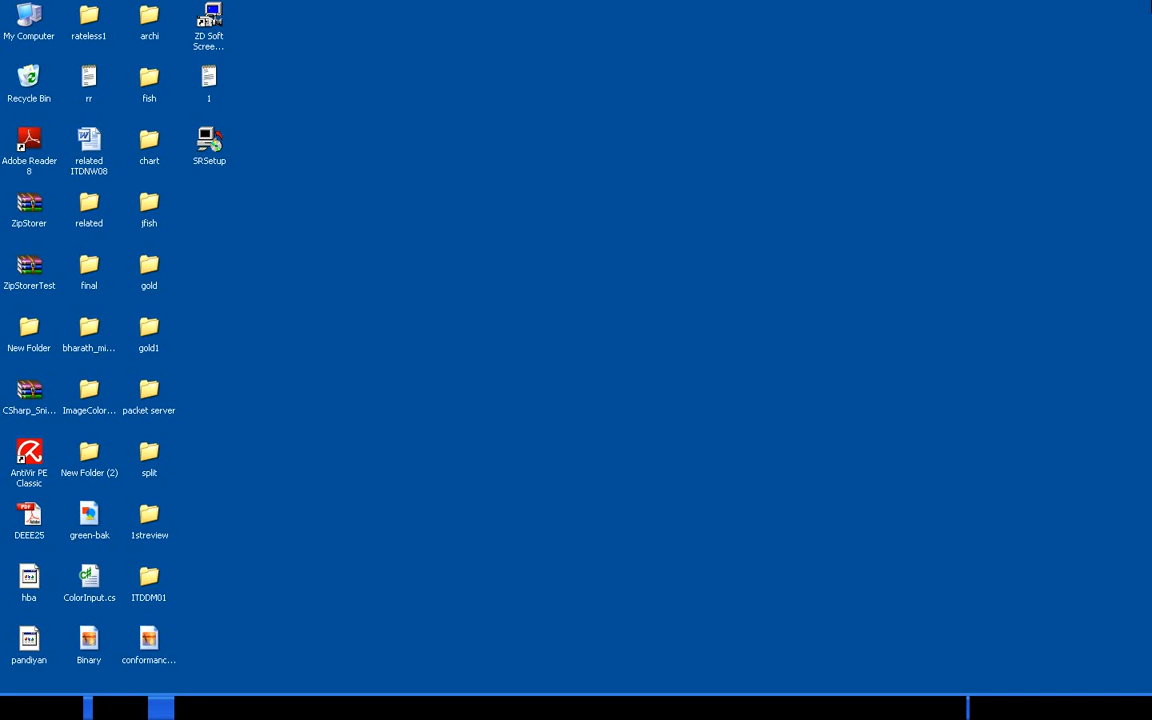 My Computer
rateless1
archi
ZD Soft
Scree...
Recycle Bin
rr
fish
1
Adobe Reader
8
related
ITDNW08
chart
SRSetup
ZipStorer
related
jfish
ZipStorerTest
final
gold
New Folder
bharath_mi...
gold1
CSharp_Sni...
ImageColor...
packet server
AntiVir PE
Classic
New Folder (2)
split
DEEE25
green-bak
1streview
hba
ColorInput.cs
ITDDM01
pandiyan
Binary
conformanc...